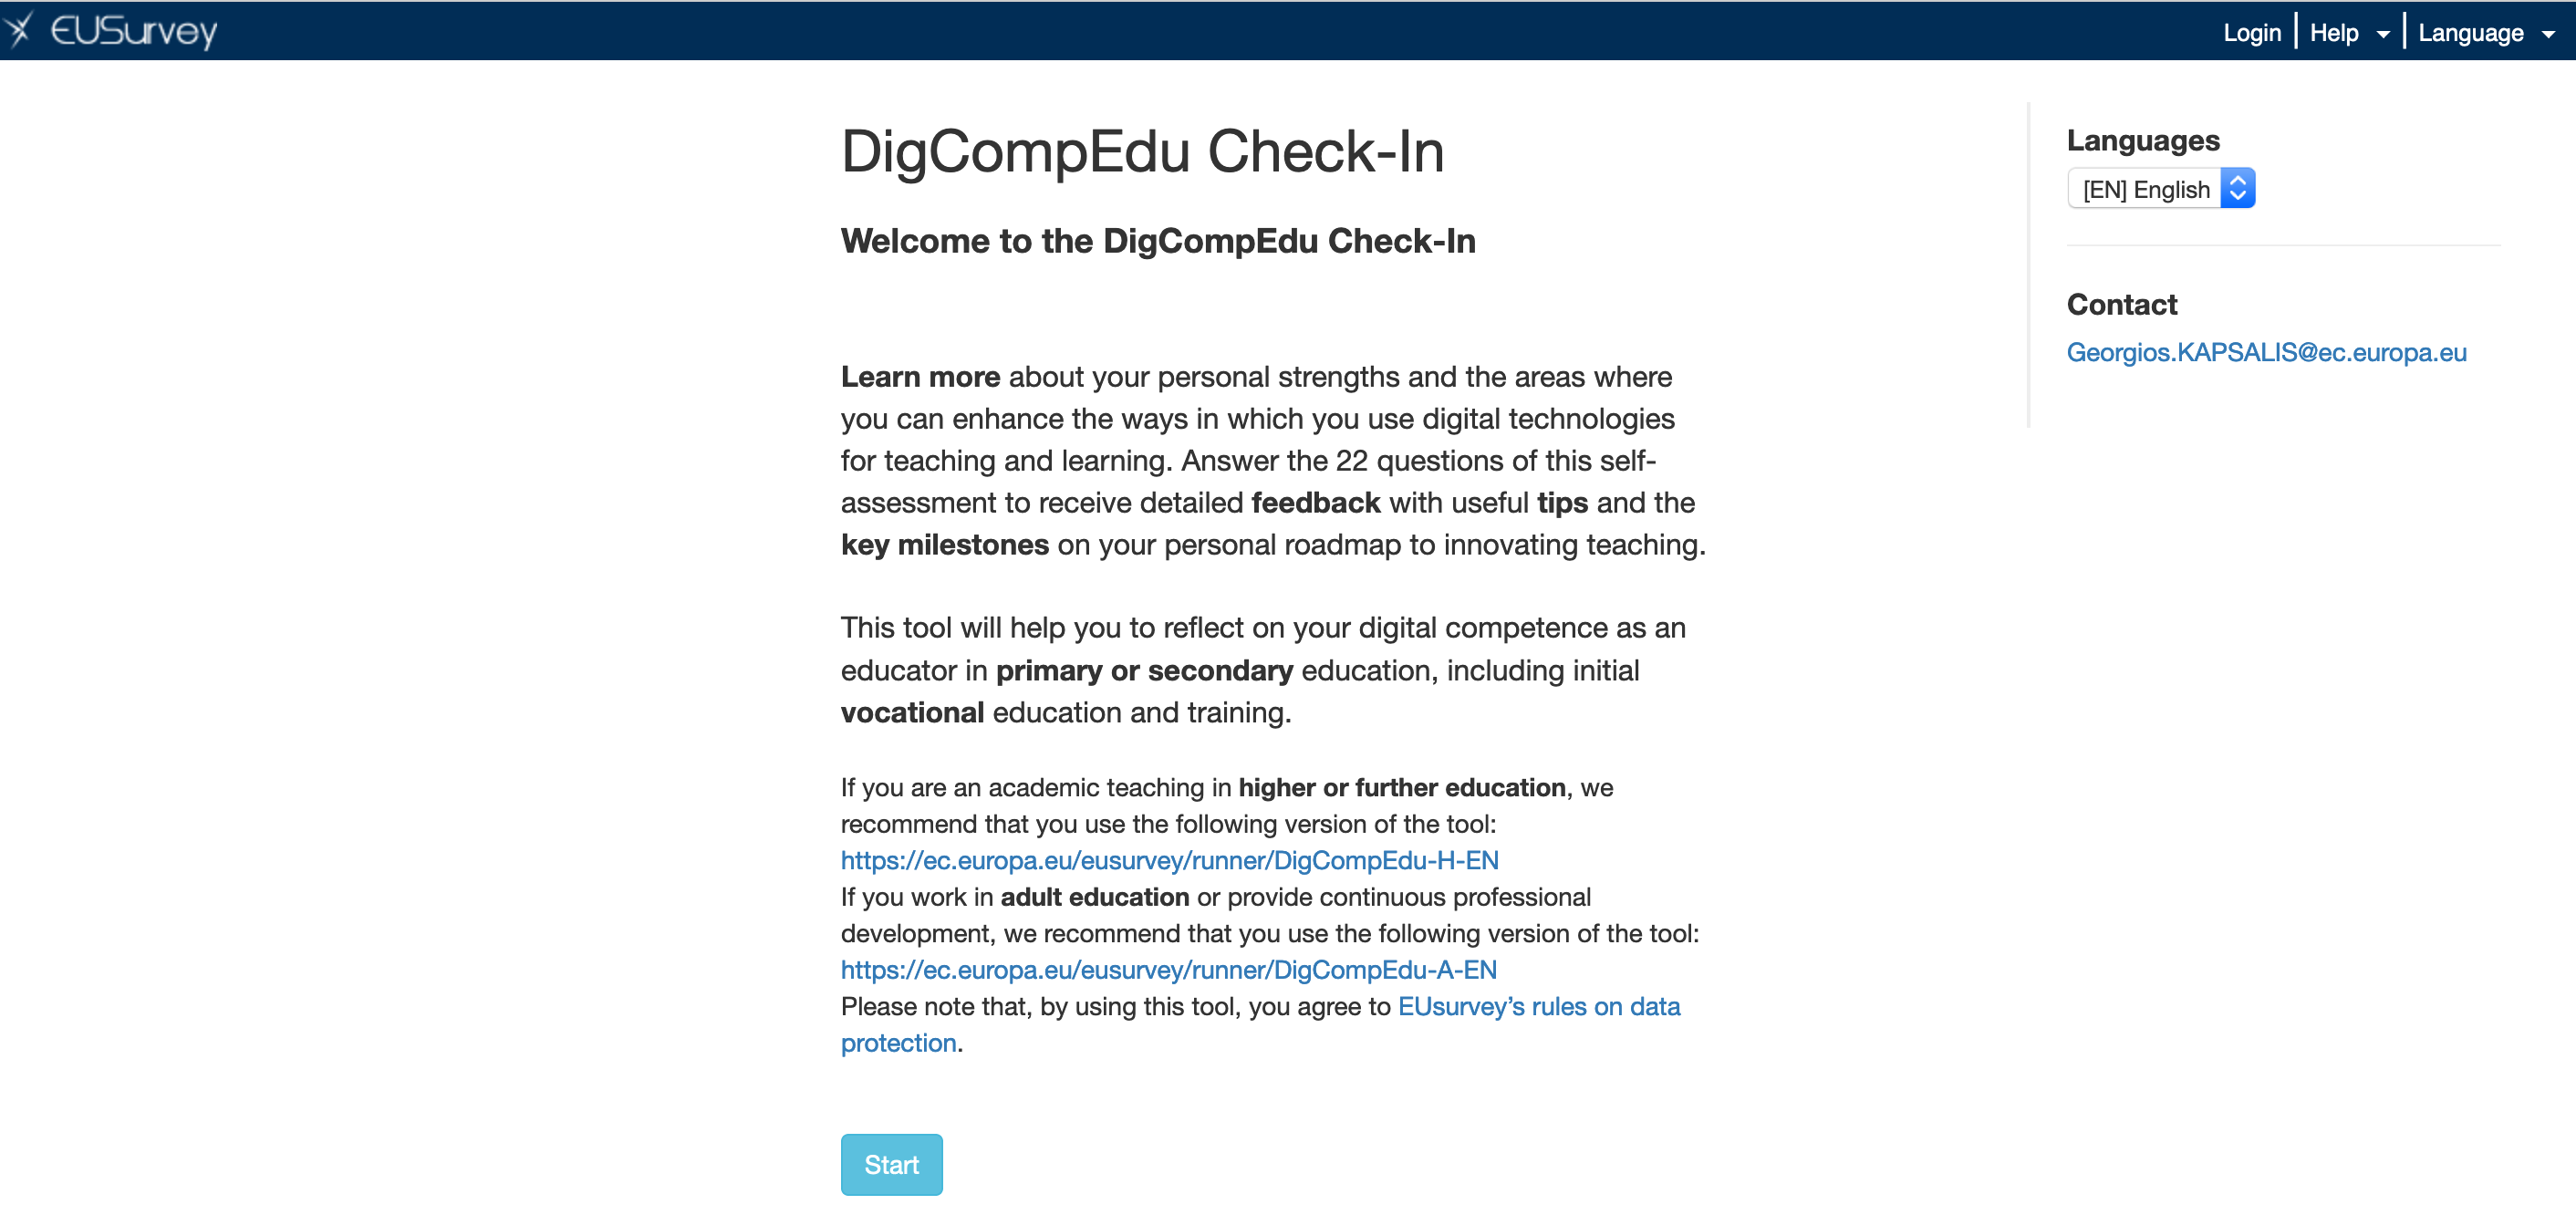 EUSurvey
Login
Help
Language
DigCompEdu Check-In
Welcome to the DigCompEdu Check-In
Learn more about your personal strengths and the areas where
you can enhance the ways in which you use digital technologies
for teaching and learning. Answer the 22 questions of this self-
assessment to receive detailed feedback with useful tips and the
key milestones on your personal roadmap to innovating teaching.
This tool will help you to reflect on your digital competence as an
educator in primary or secondary education, including initial
vocational education and training.
If you are an academic teaching in higher or further education, we
recommend that you use the following version of the tool:
https://ec.europa.eu/eusurvey/runner/DigCompEdu-H-EN
If you work in adult education or provide continuous professional
development, we recommend that you use the following version of the tool:
https://ec.europa.eu/eusurvey/runner/DigCompEdu-A-EN
Please note that, by using this tool, you agree to EUsurvey’s rules on data
protection.
Start
Languages
[EN] English
Contact
Georgios.KAPSALIS@ec.europa.eu